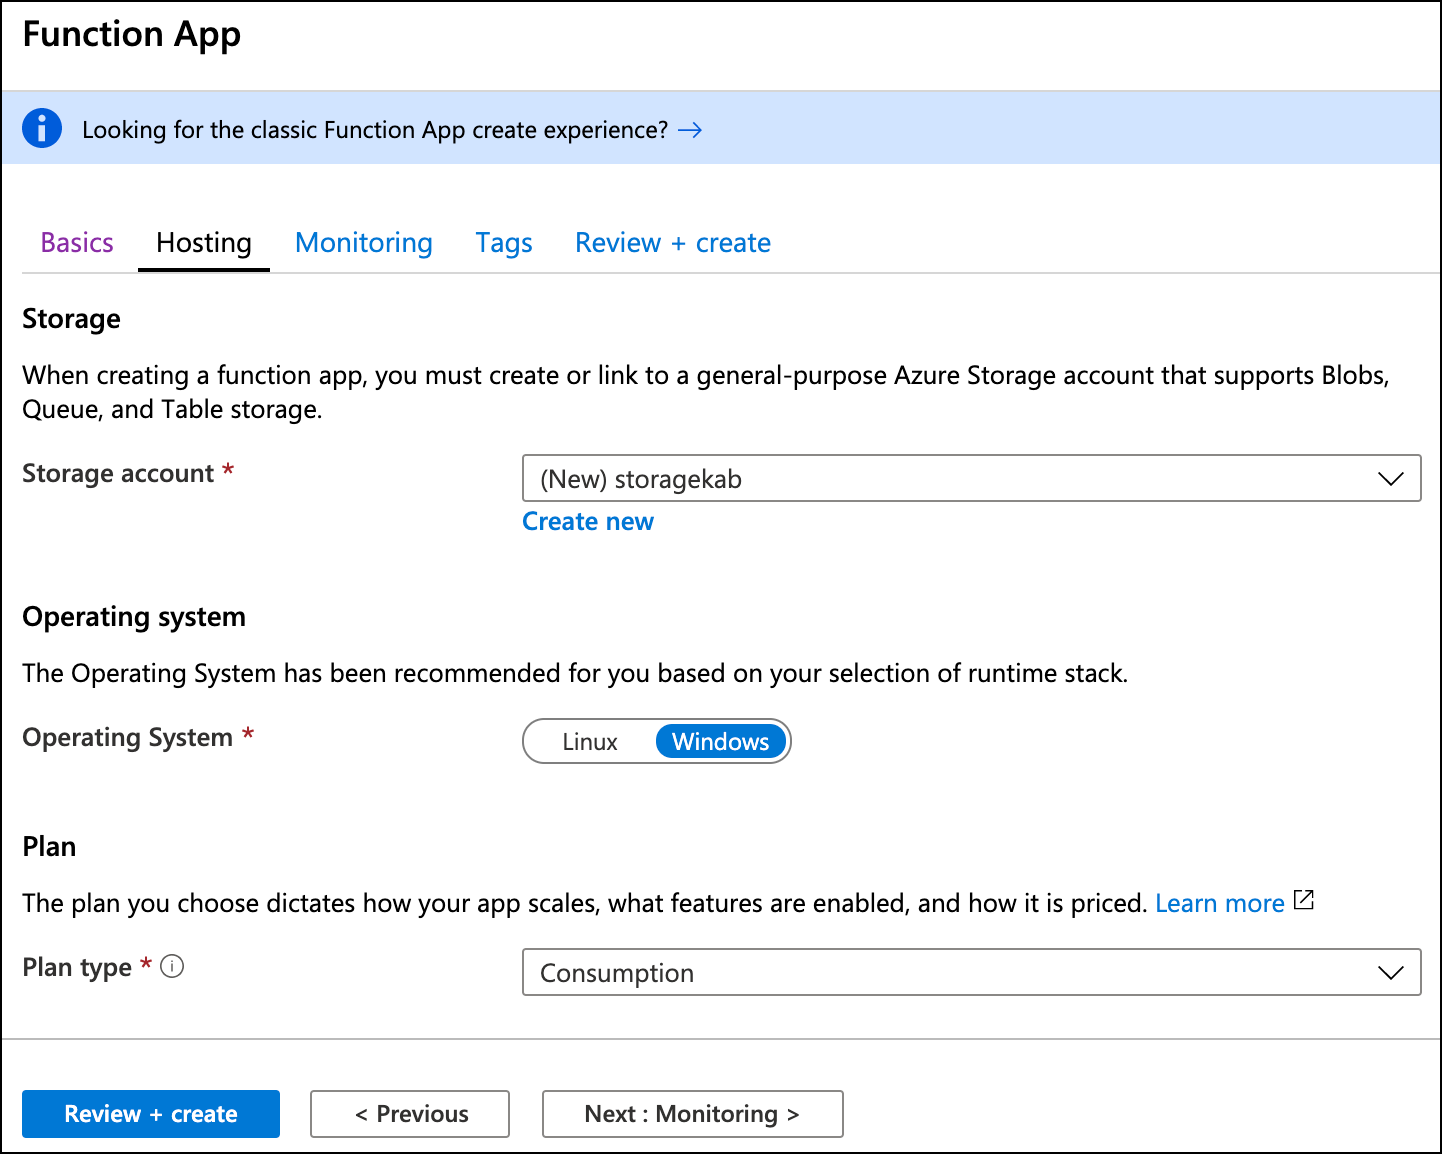 Function App
Looking for the classic Function App create experience? →
Basics Hosting Monitoring Tags Review + create
Storage
When creating a function app, you must create or link to a general-purpose Azure Storage account that supports Blobs,
Queue, and Table storage.
Storage account * (New) storagekab
Create new
Operating system
The Operating System has been recommended for you based on your selection of runtime stack.
Operating System * Linux Windows
Plan
The plan you choose dictates how your app scales, what features are enabled, and how it is priced. Learn more
Plan type * Consumption
Review + create < Previous Next : Monitoring >